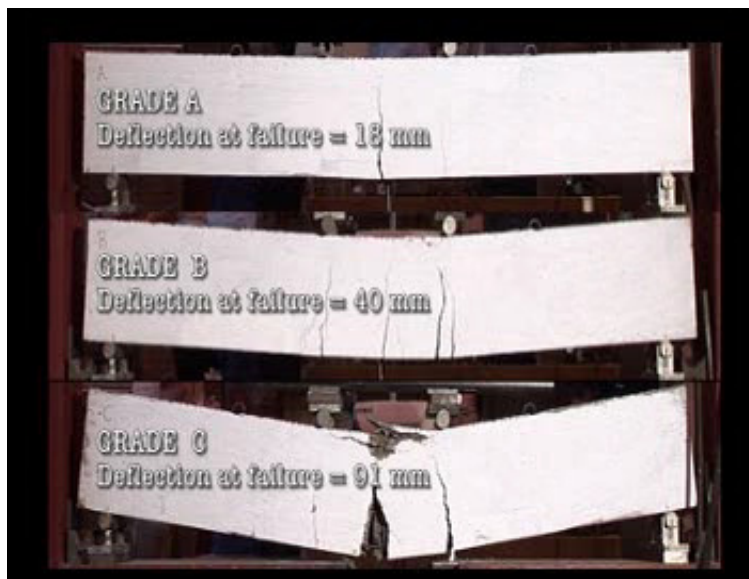 A
GRADE A
Deflection at failure = 18 mm
B
GRADE B
Deflection at failure = 40 mm
C
GRADE C
Deflection at failure = 91 mm